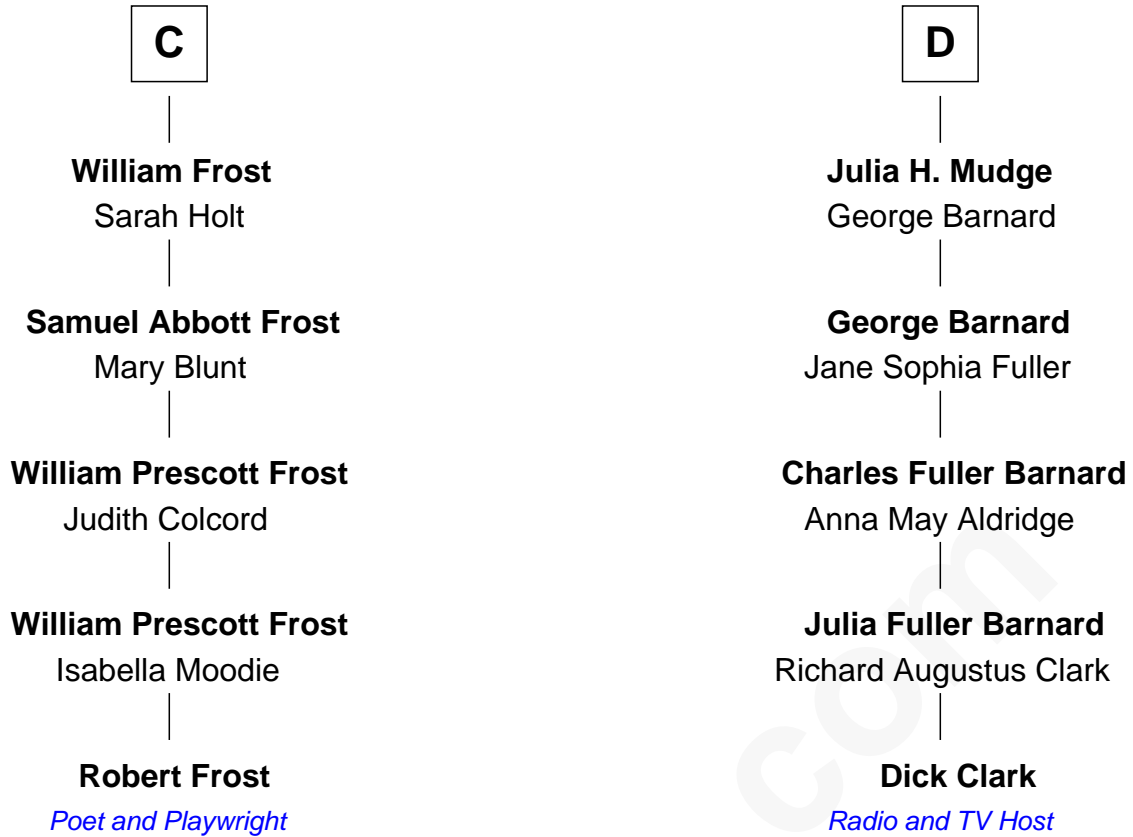 C
William Frost
Sarah Holt
Samuel Abbott Frost
Mary Blunt
William Prescott Frost
Judith Colcord
William Prescott Frost
Isabella Moodie
Robert Frost
Poet and Playwright
D
Julia H. Mudge
George Barnard
George Barnard
Jane Sophia Fuller
Charles Fuller Barnard
Anna May Aldridge
Julia Fuller Barnard
Richard Augustus Clark
Dick Clark
Radio and TV Host
com